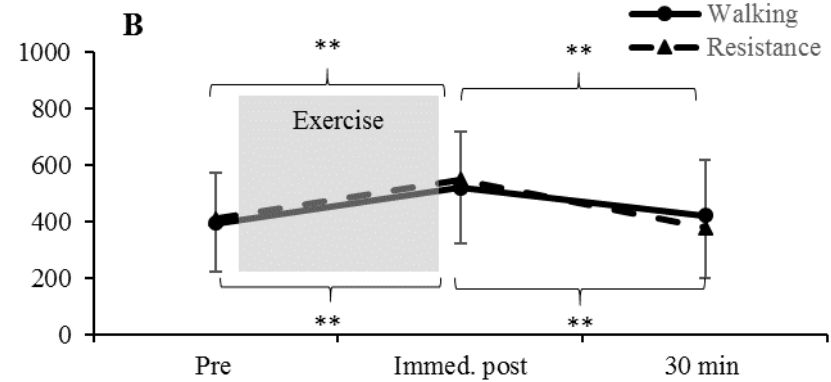 B
Walking
Resistance
1000
800
600
400
200
0
**
**
Exercise
**
**
Pre
Immed. post
30 min